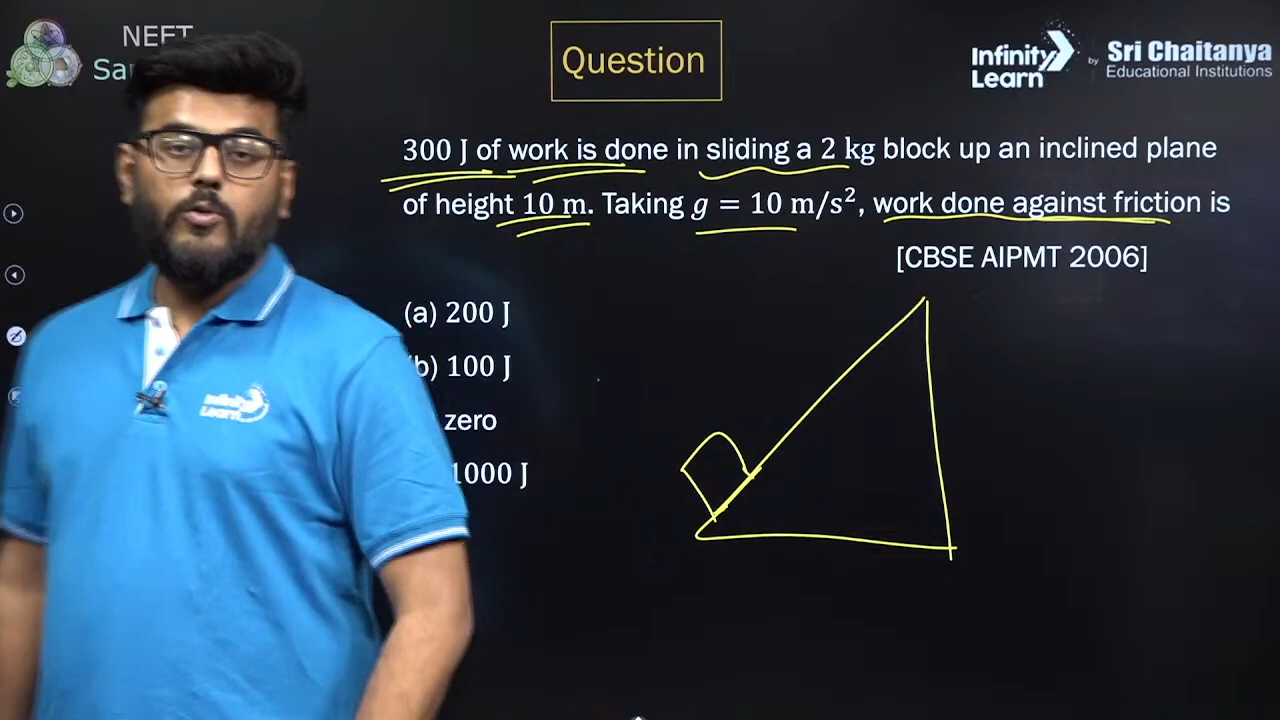 NEET
Question
Infinity Learn by Sri Chaitanya Educational Institutions
300 J of work is done in sliding a 2 kg block up an inclined plane
of height 10 m. Taking g = 10 m/s², work done against friction is
[CBSE AIPMT 2006]
(a) 200 J
b) 100 J
zero
1000 J
Infinity Learn